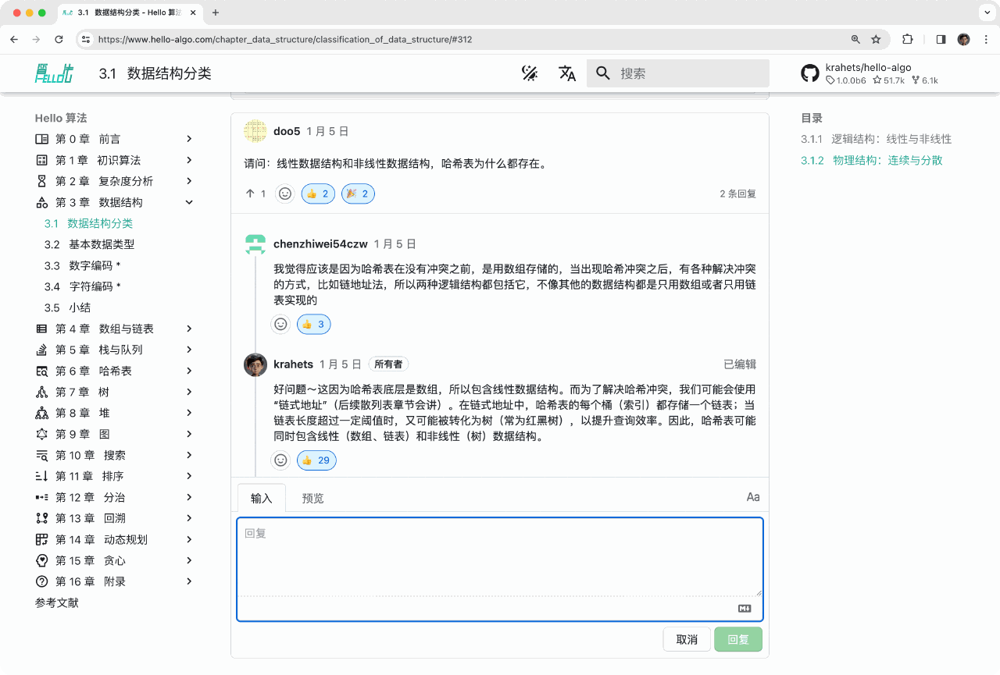 3.1 数据结构分类 - Hello 算法
https://www.hello-algo.com/chapter_data_structure/classification_of_data_structure/#312
HELLO
3.1 数据结构分类
搜索
krahets/hello-algo
1.0.0b6 51.7k 6.1k
Hello 算法
第 0 章 前言
第 1 章 初识算法
第 2 章 复杂度分析
第 3 章 数据结构
3.1 数据结构分类
3.2 基本数据类型
3.3 数字编码 *
3.4 字符编码 *
3.5 小结
第 4 章 数组与链表
第 5 章 栈与队列
第 6 章 哈希表
第 7 章 树
第 8 章 堆
第 9 章 图
第 10 章 搜索
第 11 章 排序
第 12 章 分治
第 13 章 回溯
第 14 章 动态规划
第 15 章 贪心
第 16 章 附录
参考文献
doo5 1 月 5 日
请问：线性数据结构和非线性数据结构，哈希表为什么都存在。
1 2 2 2 条回复
chenzhiwei54czw 1 月 5 日
我觉得应该是因为哈希表在没有冲突之前，是用数组存储的，当出现哈希冲突之后，有各种解决冲突
的方式，比如链地址法，所以两种逻辑结构都包括它，不像其他的数据结构都是只用数组或者只用链
表实现的
3
krahets 1 月 5 日 所有者 已编辑
好问题～这因为哈希表底层是数组，所以包含线性数据结构。而为了解决哈希冲突，我们可能会使用
“链式地址”（后续散列表章节会讲）。在链式地址中，哈希表的每个桶（索引）都存储一个链表；当
链表长度超过一定阈值时，又可能被转化为树（常为红黑树），以提升查询效率。因此，哈希表可能
同时包含线性（数组、链表）和非线性（树）数据结构。
29
输入 预览 Aa
回复
取消 回复
目录
3.1.1 逻辑结构：线性与非线性
3.1.2 物理结构：连续与分散